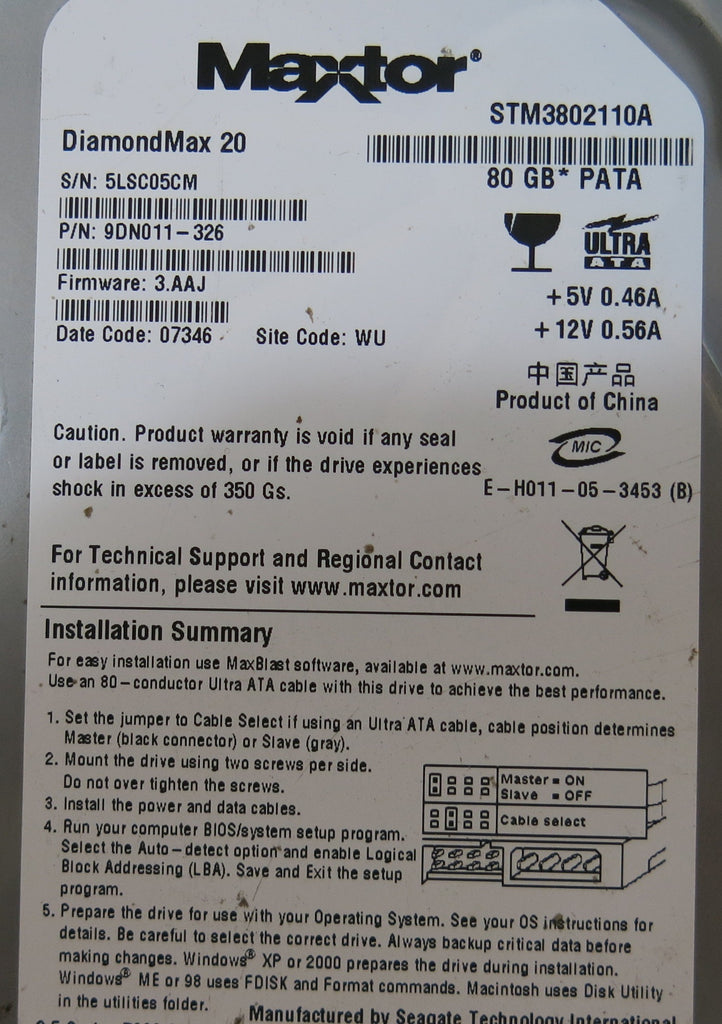 Maxtor®
STM3802110A
DiamondMax 20
80 GB* PATA
S/N: 5LSC05CM
P/N: 9DN011-326
ULTRA
ATA
Firmware: 3.AAJ
+5V 0.46A
Date Code: 07346 Site Code: WU
+12V 0.56A
中国产品
Product of China
Caution. Product warranty is void if any seal
or label is removed, or if the drive experiences
shock in excess of 350 Gs.
MIC
E-H011-05-3453 (B)
For Technical Support and Regional Contact
information, please visit www.maxtor.com
Installation Summary
For easy installation use MaxBlast software, available at www.maxtor.com.
Use an 80-conductor Ultra ATA cable with this drive to achieve the best performance.
1. Set the jumper to Cable Select if using an Ultra ATA cable, cable position determines
Master (black connector) or Slave (gray).
2. Mount the drive using two screws per side.
Do not over tighten the screws.
3. Install the power and data cables.
4. Run your computer BIOS/system setup program.
Select the Auto-detect option and enable Logical
Block Addressing (LBA). Save and Exit the setup
program.
Master = ON
Slave = OFF
Cable select
5. Prepare the drive for use with your Operating System. See your OS instructions for
details. Be careful to select the correct drive. Always backup critical data before
making changes. Windows® XP or 2000 prepares the drive during installation.
Windows® ME or 98 uses FDISK and Format commands. Macintosh uses Disk Utility
in the utilities folder.
Manufactured by Seagate Technology International